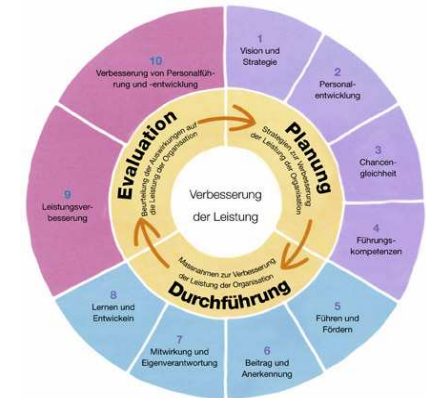 1
Vision und
Strategie
2
Personal-
entwicklung
3
Chancen-
gleichheit
4
Führungs-
kompetenzen
5
Führen und
Fördern
6
Beitrag und
Anerkennung
7
Mitwirkung und
Eigenverantwortung
8
Lernen und
Entwickeln
9
Leistungsver-
besserung
10
Verbesserung von Personalfüh-
rung und -entwicklung
Planung
Strategien zur Verbesserung
der Leistung der Organisation
Durchführung
Massnahmen zur Verbesserung
der Leistung der Organisation
Evaluation
Beurteilung der Auswirkungen auf
die Leistung der Organisation
Verbesserung
der Leistung